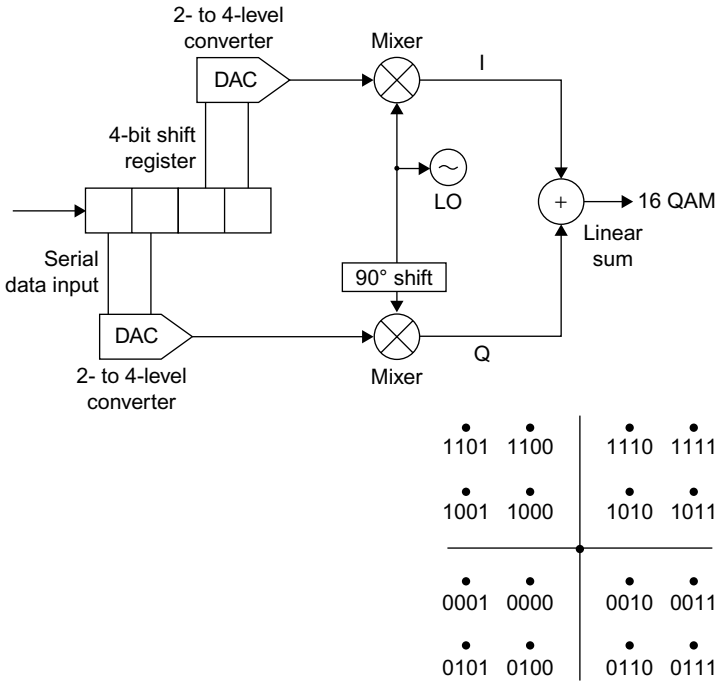 2- to 4-level
converter
DAC
Mixer
I
4-bit shift
register
LO
+
16 QAM
Linear
sum
Serial
data input
90° shift
DAC
Q
2- to 4-level
converter
Mixer
1101 1100 1110 1111
1001 1000 1010 1011
0001 0000 0010 0011
0101 0100 0110 0111